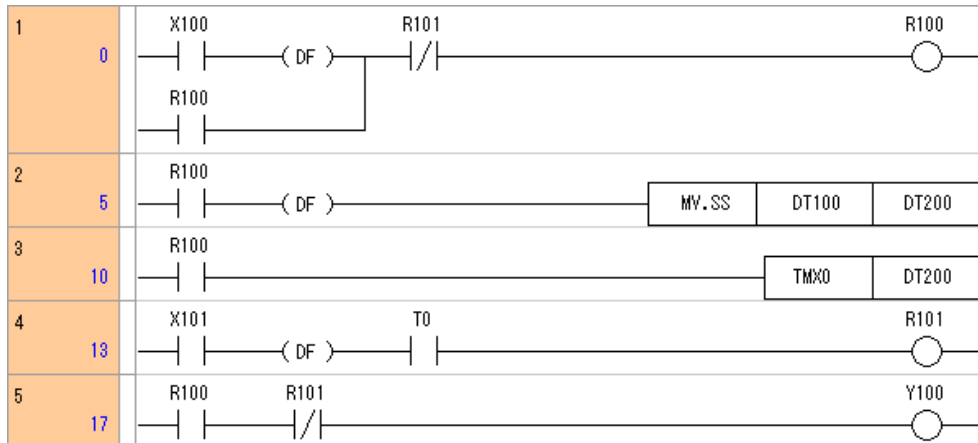 1 X100 R101 R100
0 ( DF )
R100
2 R100
5 ( DF ) MV.SS DT100 DT200
3 R100
10 TMX0 DT200
4 X101 T0 R101
13 ( DF )
5 R100 R101 Y100
17